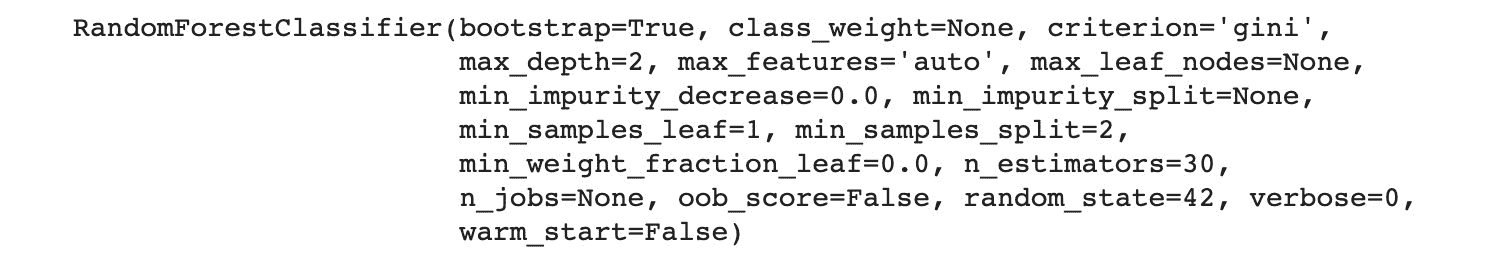 RandomForestClassifier(bootstrap=True, class_weight=None, criterion='gini',
max_depth=2, max_features='auto', max_leaf_nodes=None,
min_impurity_decrease=0.0, min_impurity_split=None,
min_samples_leaf=1, min_samples_split=2,
min_weight_fraction_leaf=0.0, n_estimators=30,
n_jobs=None, oob_score=False, random_state=42, verbose=0,
warm_start=False)